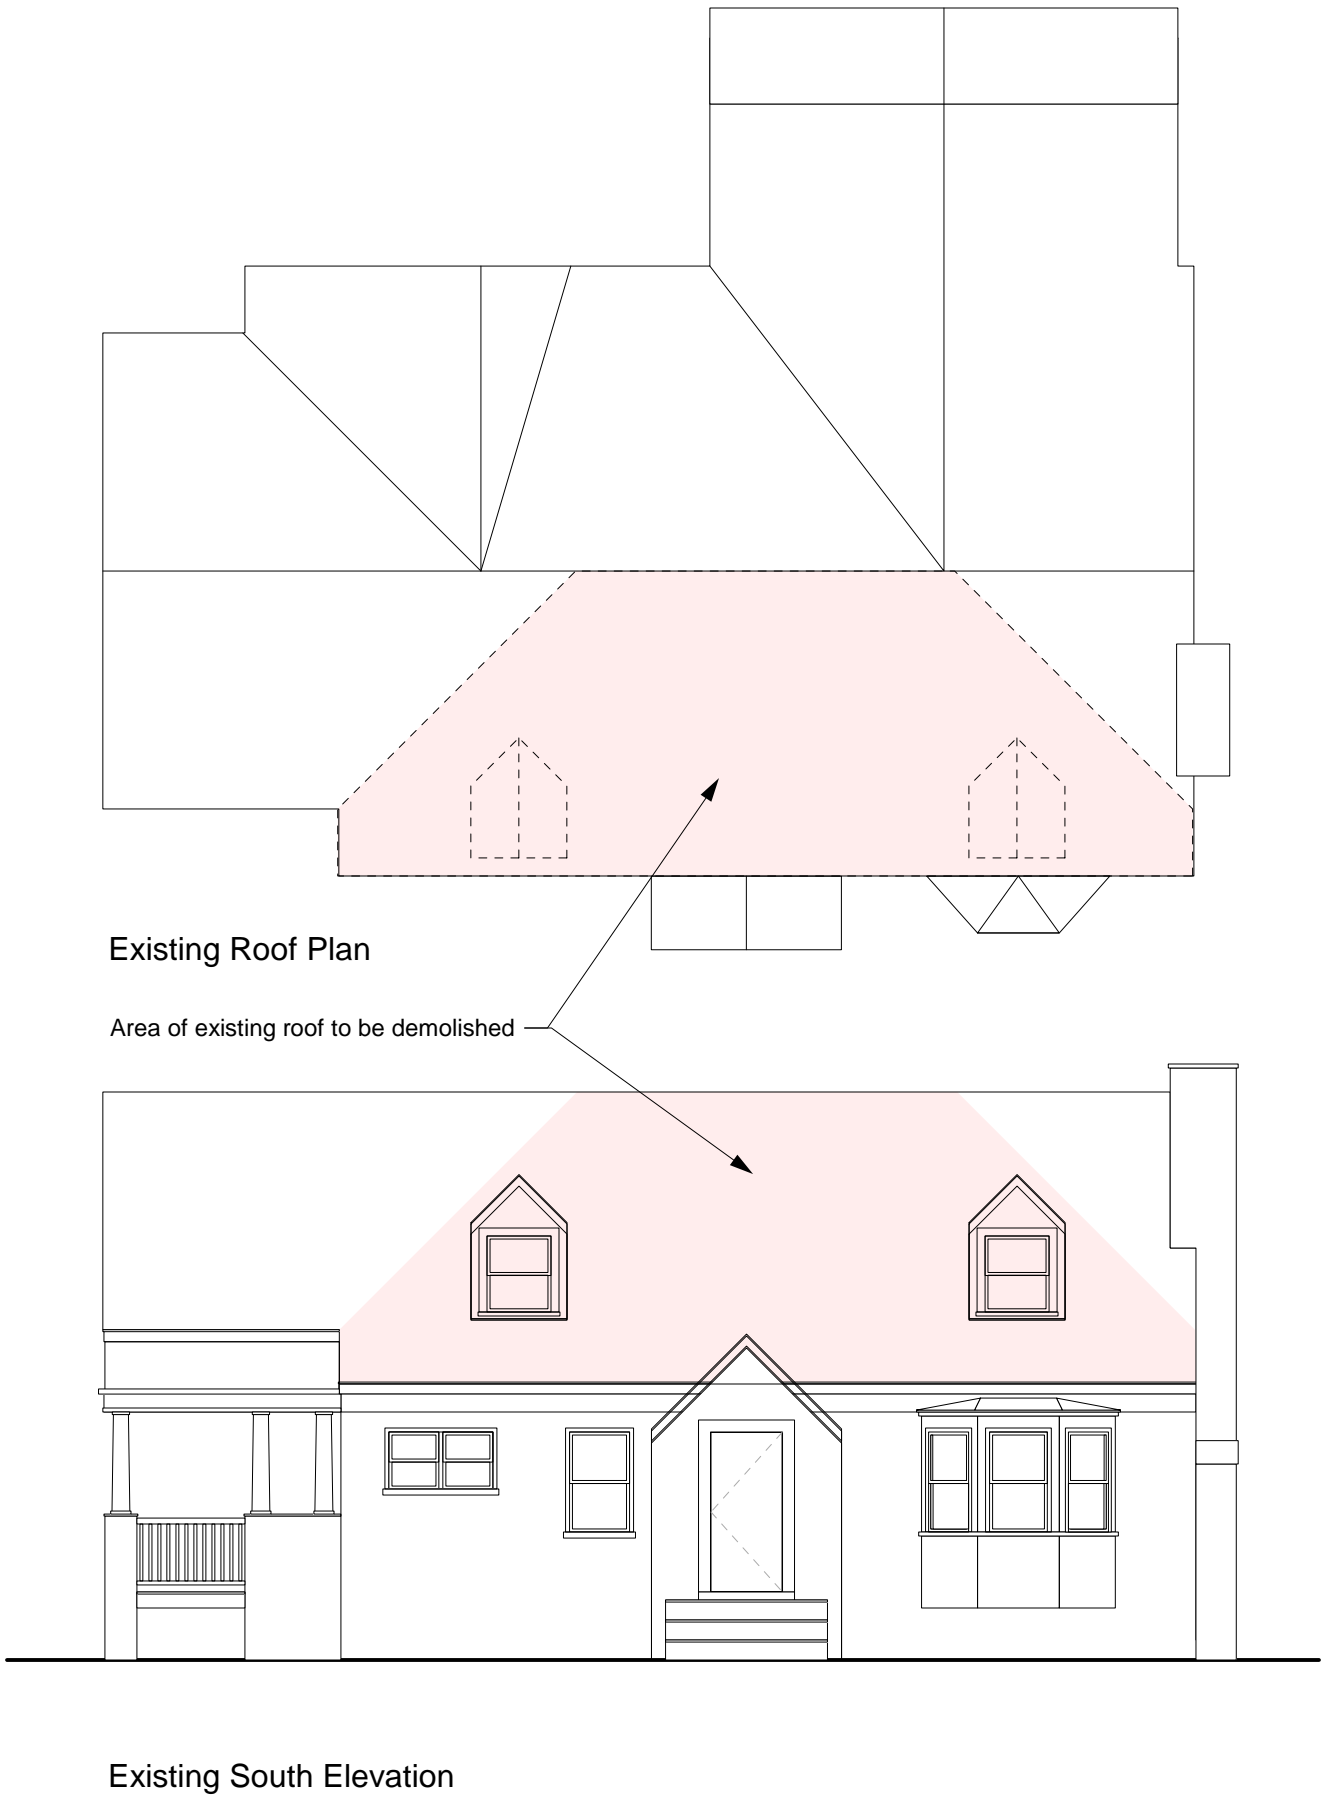 Existing Roof Plan
Area of existing roof to be demolished
Existing South Elevation